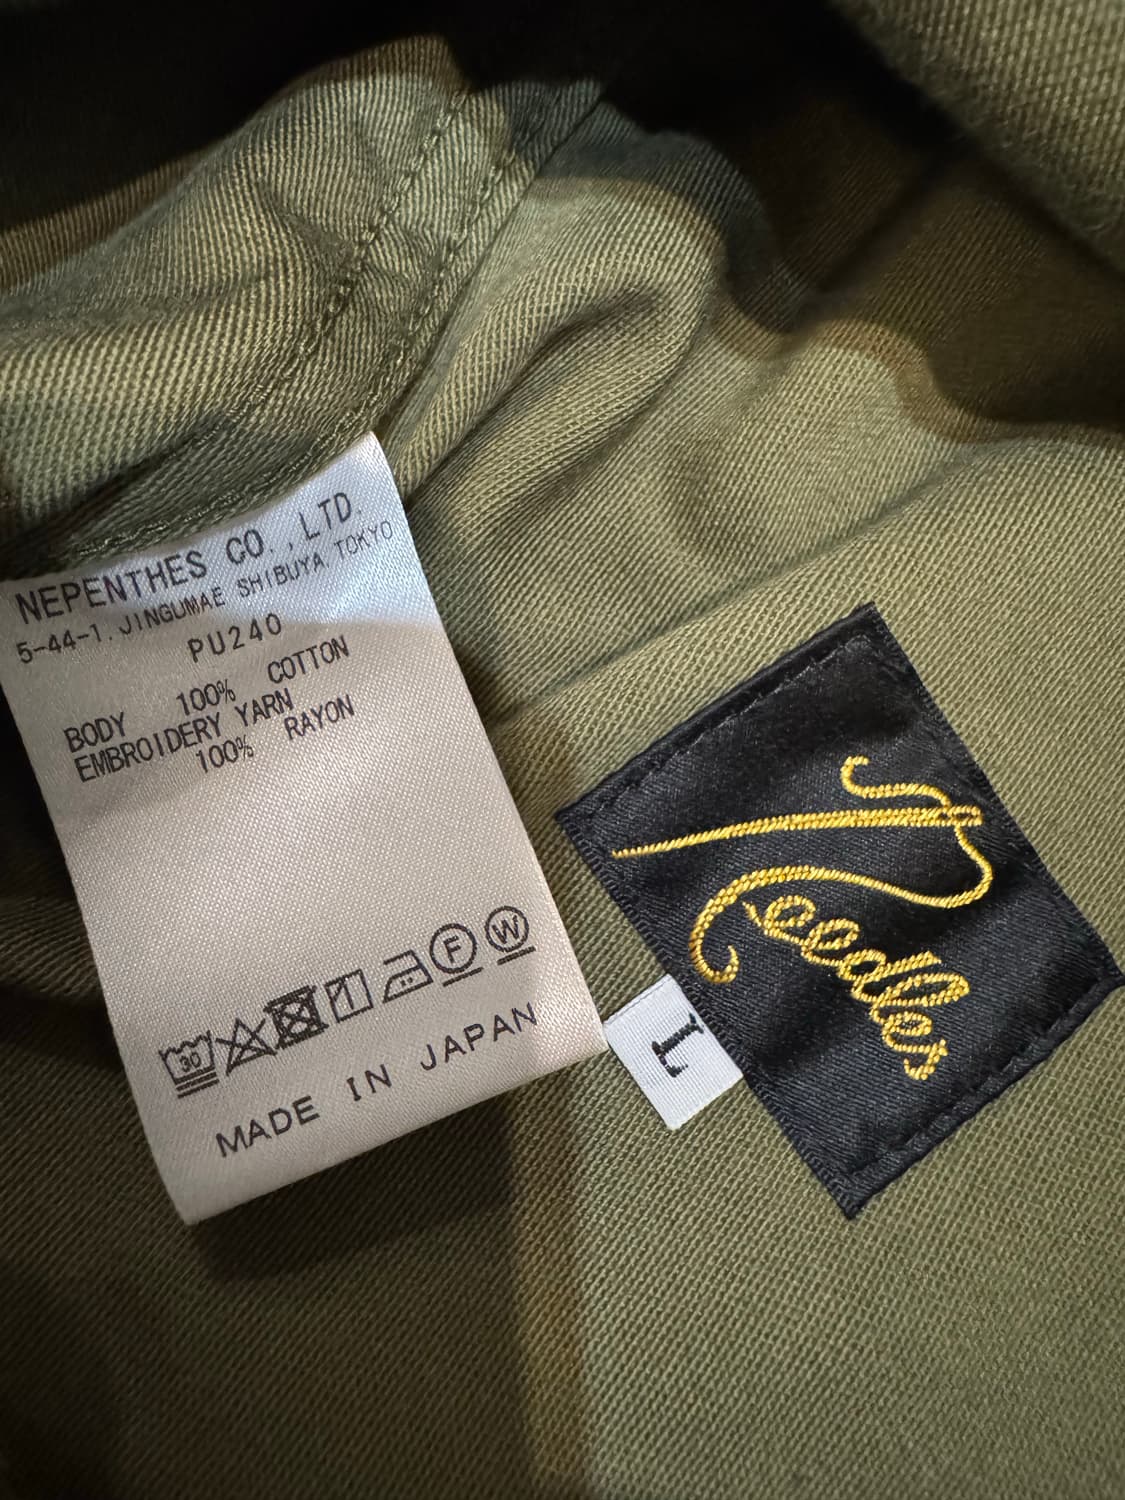 NEPENTHES CO., LTD.
5-44-1, JINGUMAE SHIBUYA, TOKYO
PU240
BODY 100% COTTON
EMBROIDERY YARN
100% RAYON
30
F
W
MADE IN JAPAN
Needles
L